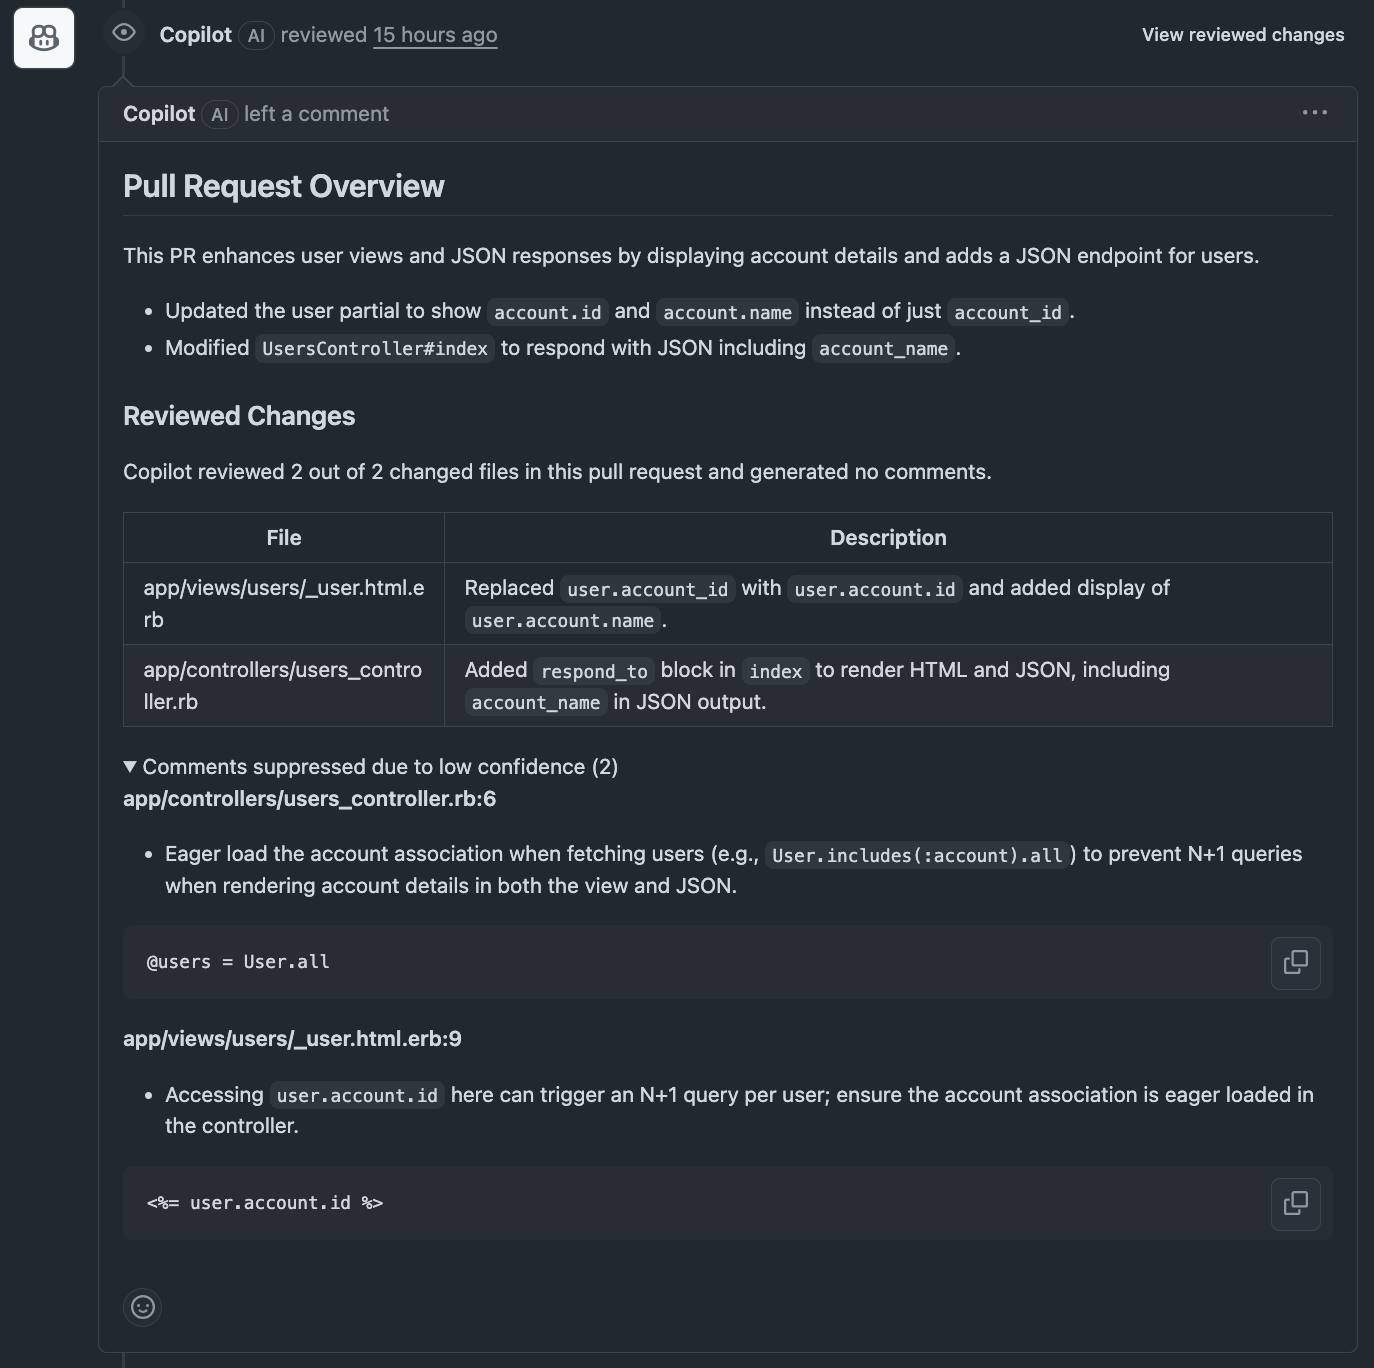 Copilot AI reviewed 15 hours ago
View reviewed changes
Copilot AI left a comment
Pull Request Overview
This PR enhances user views and JSON responses by displaying account details and adds a JSON endpoint for users.
• Updated the user partial to show account.id and account.name instead of just account_id.
• Modified UsersController#index to respond with JSON including account_name.
Reviewed Changes
Copilot reviewed 2 out of 2 changed files in this pull request and generated no comments.
File
Description
app/views/users/_user.html.e
rb
Replaced user.account_id with user.account.id and added display of
user.account.name.
app/controllers/users_contro
ller.rb
Added respond_to block in index to render HTML and JSON, including
account_name in JSON output.
▼ Comments suppressed due to low confidence (2)
app/controllers/users_controller.rb:6
• Eager load the account association when fetching users (e.g., User.includes(:account).all) to prevent N+1 queries
when rendering account details in both the view and JSON.
@users = User.all
app/views/users/_user.html.erb:9
• Accessing user.account.id here can trigger an N+1 query per user; ensure the account association is eager loaded in
the controller.
<%= user.account.id %>